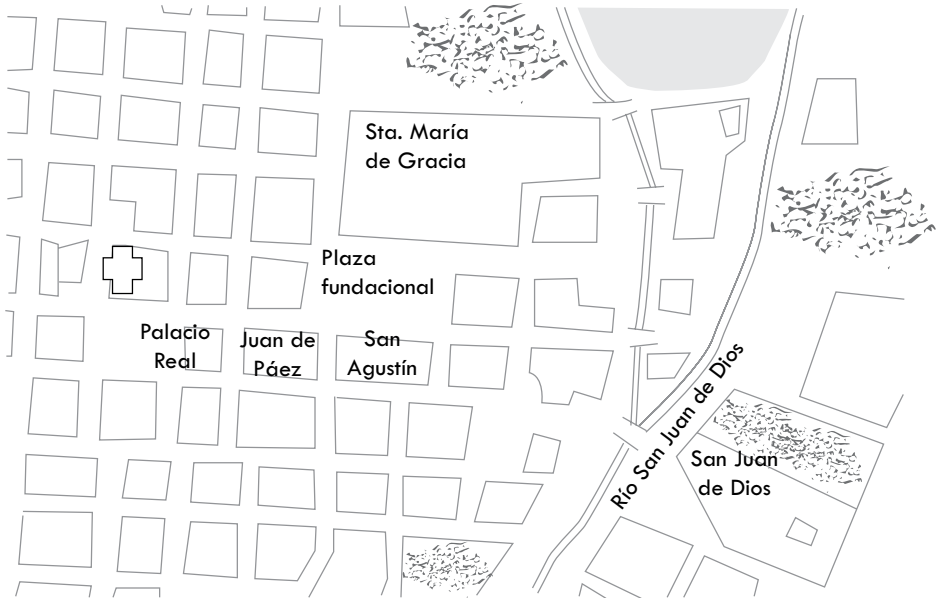 Sta. María
de Gracia
Plaza
fundacional
Palacio
Real
Juan de
Páez
San
Agustín
Río San Juan de Dios
San Juan
de Dios